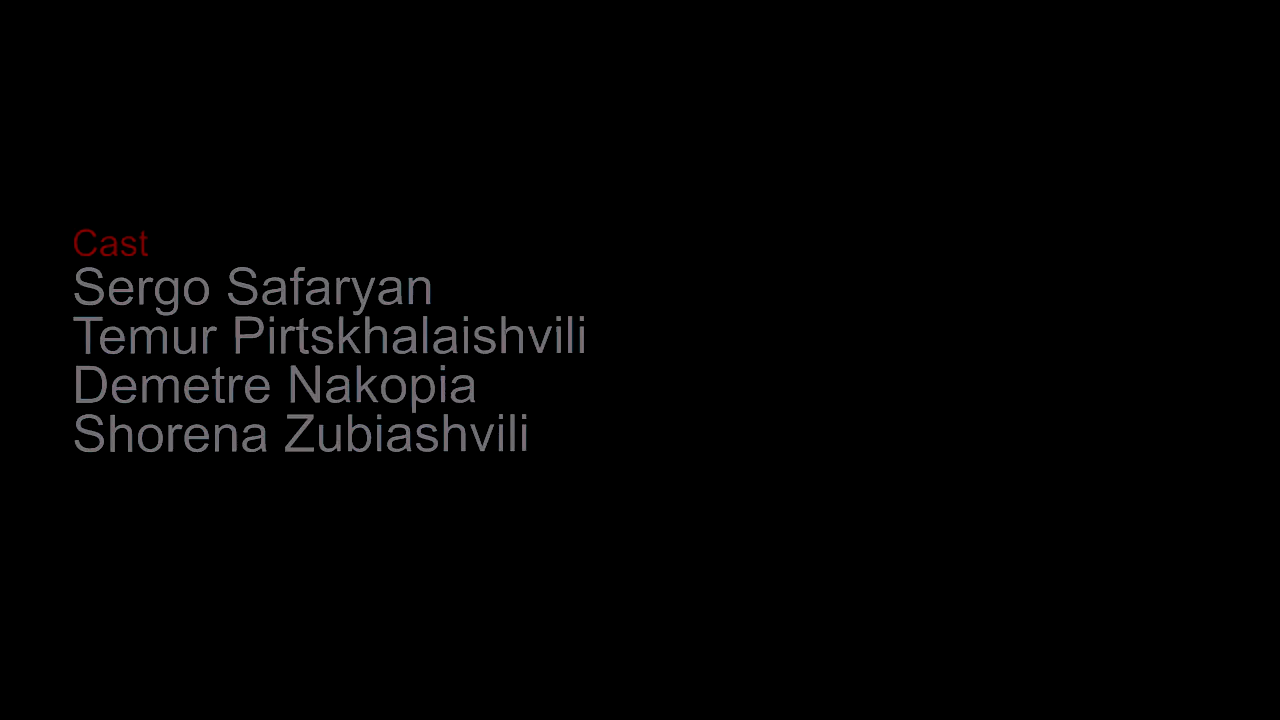 Cast
Sergo Safaryan
Temur Pirtskhalaishvili
Demetre Nakopia
Shorena Zubiashvili